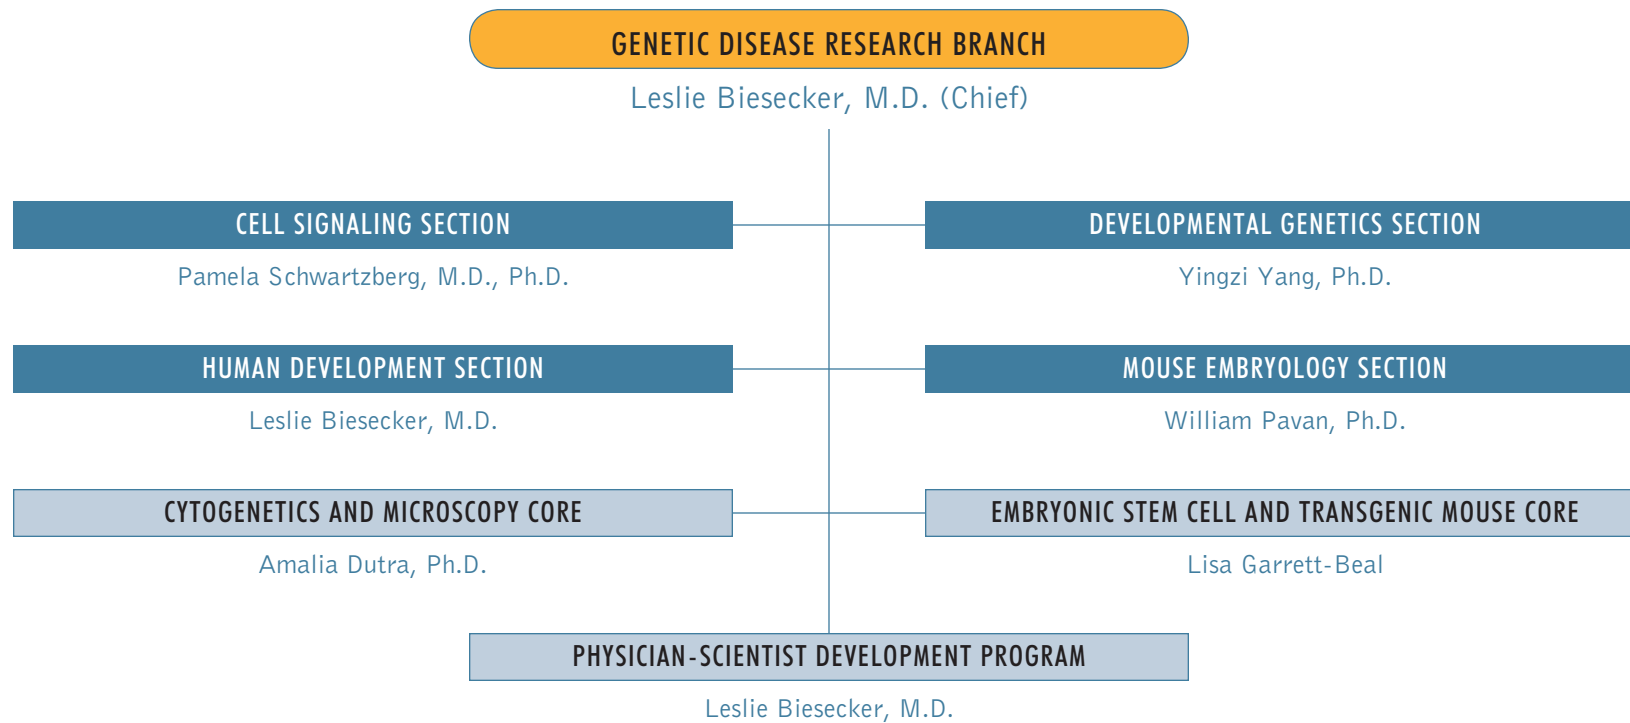 GENETIC DISEASE RESEARCH BRANCH
Leslie Biesecker, M.D. (Chief)
CELL SIGNALING SECTION
Pamela Schwartzberg, M.D., Ph.D.
DEVELOPMENTAL GENETICS SECTION
Yingzi Yang, Ph.D.
HUMAN DEVELOPMENT SECTION
Leslie Biesecker, M.D.
MOUSE EMBRYOLOGY SECTION
William Pavan, Ph.D.
CYTOGENETICS AND MICROSCOPY CORE
Amalia Dutra, Ph.D.
EMBRYONIC STEM CELL AND TRANSGENIC MOUSE CORE
Lisa Garrett-Beal
PHYSICIAN-SCIENTIST DEVELOPMENT PROGRAM
Leslie Biesecker, M.D.